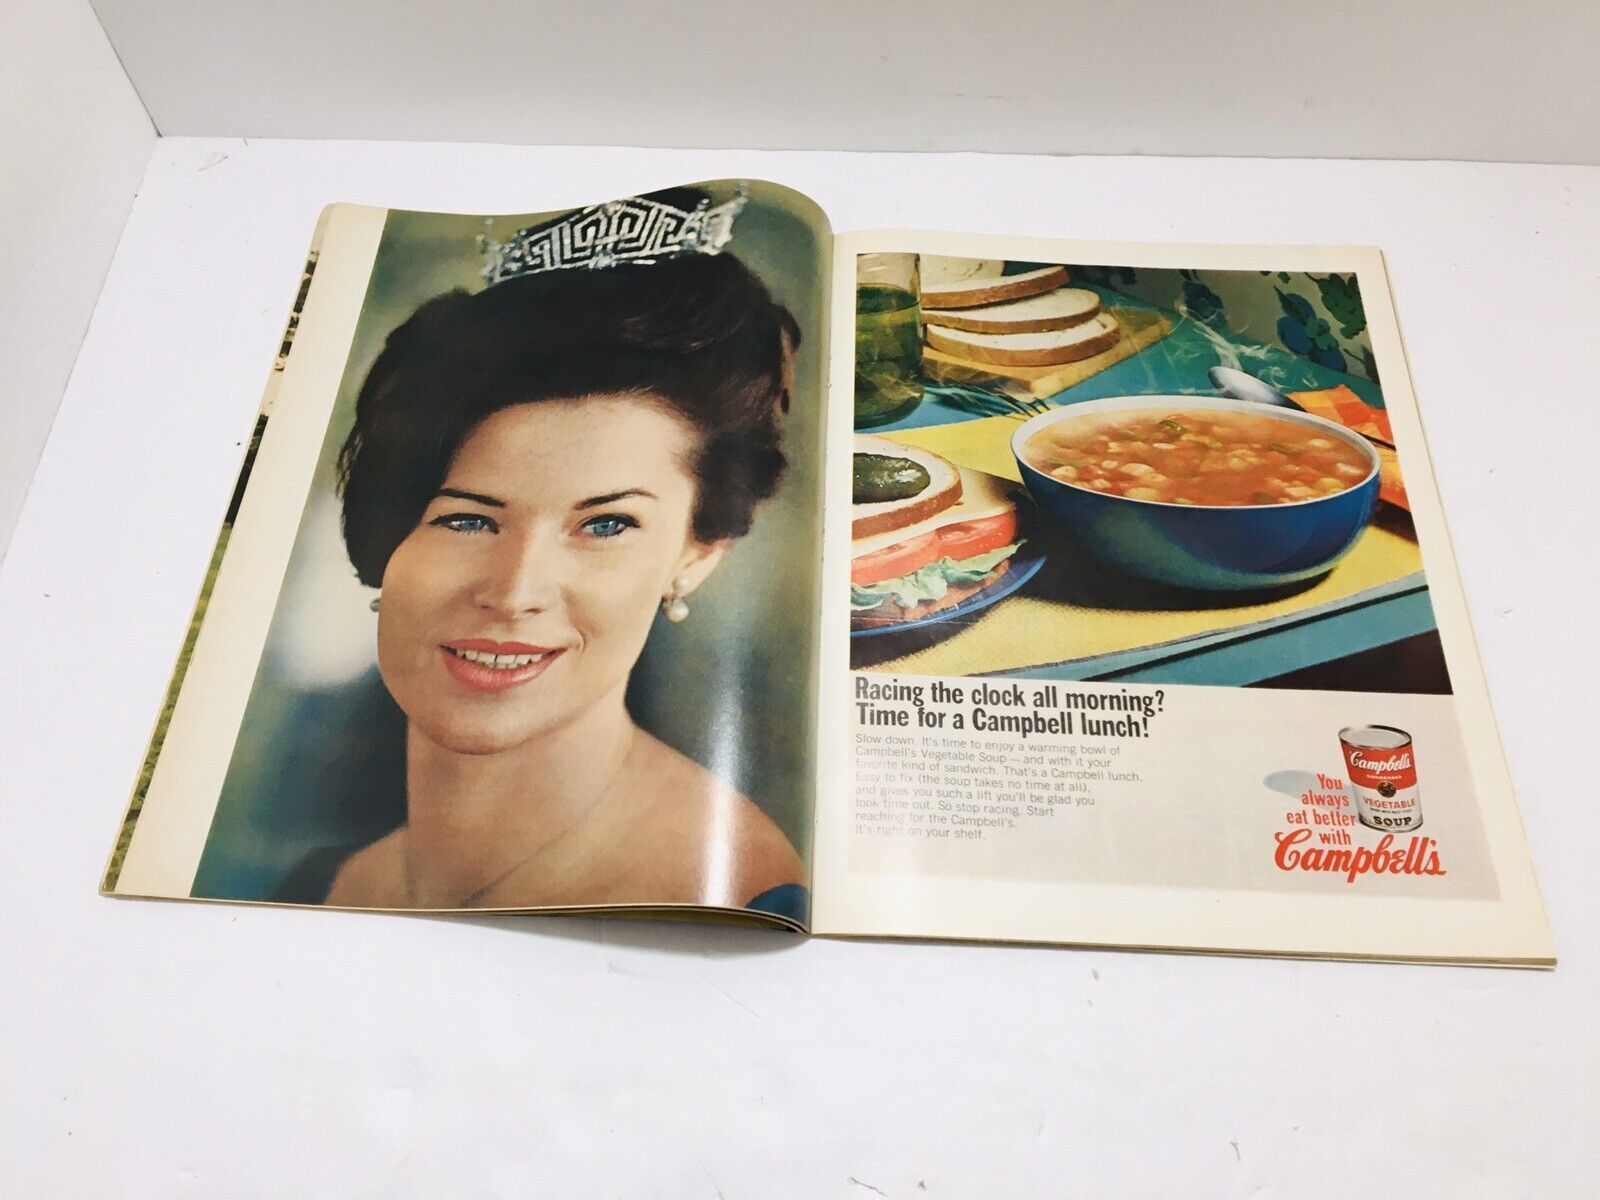 Racing the clock all morning?
Time for a Campbell lunch!
Slow down. It's time to enjoy a warming bowl of
Campbell's Vegetable Soup — and with it your
favorite kind of sandwich. That's a Campbell lunch.
Easy to fix (the soup takes no time at all),
and gives you such a lift you'll be glad you
took time out. So stop racing. Start
reaching for the Campbell's.
It's right on your shelf.
You
always
eat better
with
Campbell's
Campbell's
CONDENSED
VEGETABLE
SOUP